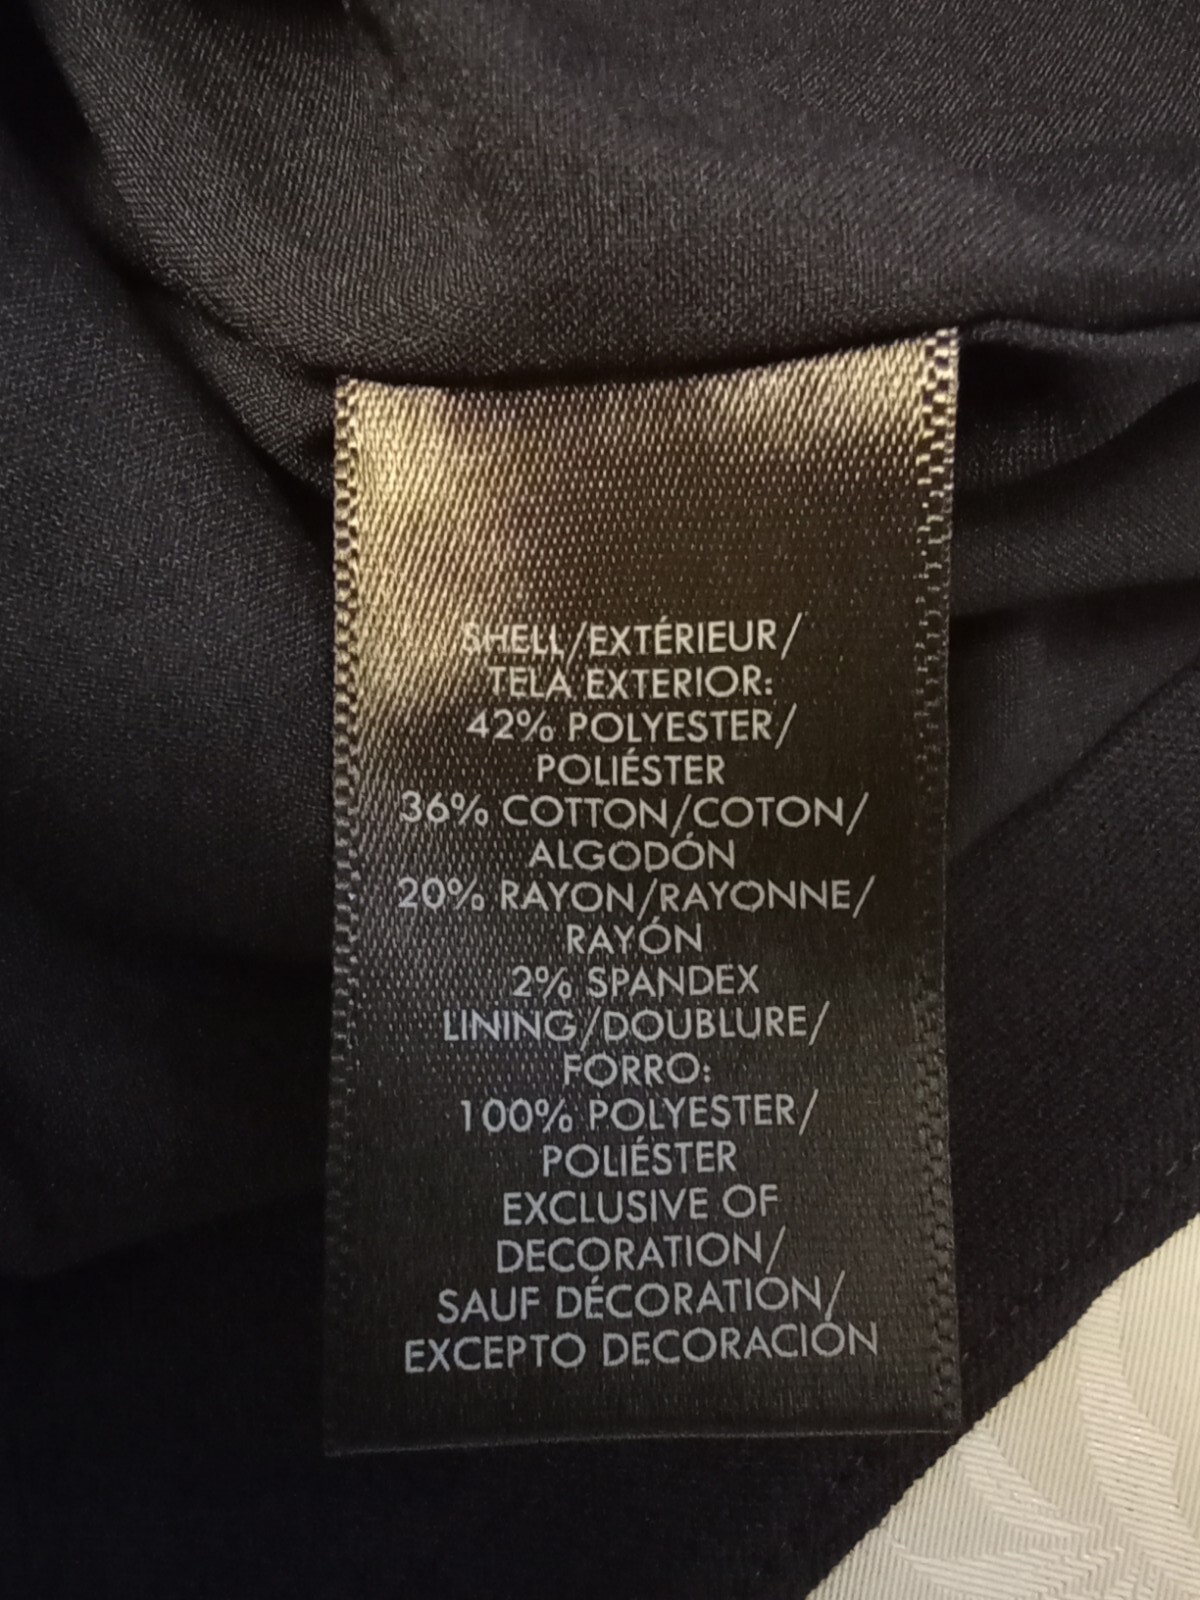 SHELL/EXTÉRIEUR/
TELA EXTERIOR:
42% POLYESTER/
POLIÉSTER
36% COTTON/COTON/
ALGODÓN
20% RAYON/RAYONNE/
RAYÓN
2% SPANDEX
LINING/DOUBLURE/
FORRO:
100% POLYESTER/
POLIÉSTER
EXCLUSIVE OF
DECORATION/
SAUF DÉCORATION/
EXCEPTO DECORACIÓN